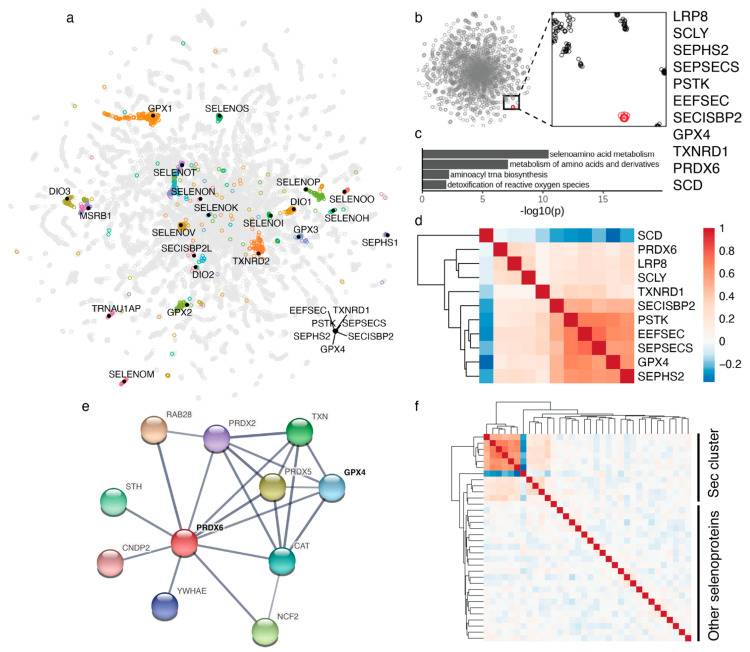 a
GPX1
SELENOS
SELENOT
SELENON
SELENOP
SELENOO
DIO3
MSRB1
SELENOK
DIO1
SELENOH
SELENOV
SELENOI
GPX3
SEPHS1
SECISBP2L
TXNRD2
DIO2
TRNAU1AP
GPX2
EEFSEC
TXNRD1
PSTK
SEPSECS
SEPHS2
SECISBP2
GPX4
SELENOM
b
LRP8
SCLY
SEPHS2
SEPSECS
PSTK
EEFSEC
SECISBP2
GPX4
TXNRD1
PRDX6
SCD
c
selenoamino acid metabolism
metabolism of amino acids and derivatives
aminoacyl trna biosynthesis
detoxification of reactive oxygen species
0 5 10 15
-log10(p)
d
SCD
PRDX6
LRP8
SCLY
TXNRD1
SECISBP2
PSTK
EEFSEC
SEPSECS
GPX4
SEPHS2
1
0.8
0.6
0.4
0.2
0
−0.2
e
RAB28
PRDX2
TXN
PRDX5
GPX4
STH
PRDX6
CNDP2
CAT
YWHAE
NCF2
f
Sec cluster
Other selenoproteins